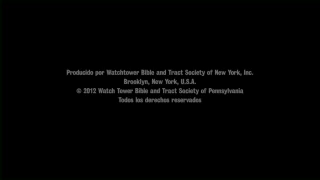 Producido por Watchtower Bible and Tract Society of New York, Inc.
Brooklyn, New York, U.S.A.
© 2012 Watch Tower Bible and Tract Society of Pennsylvania
Todos los derechos reservados